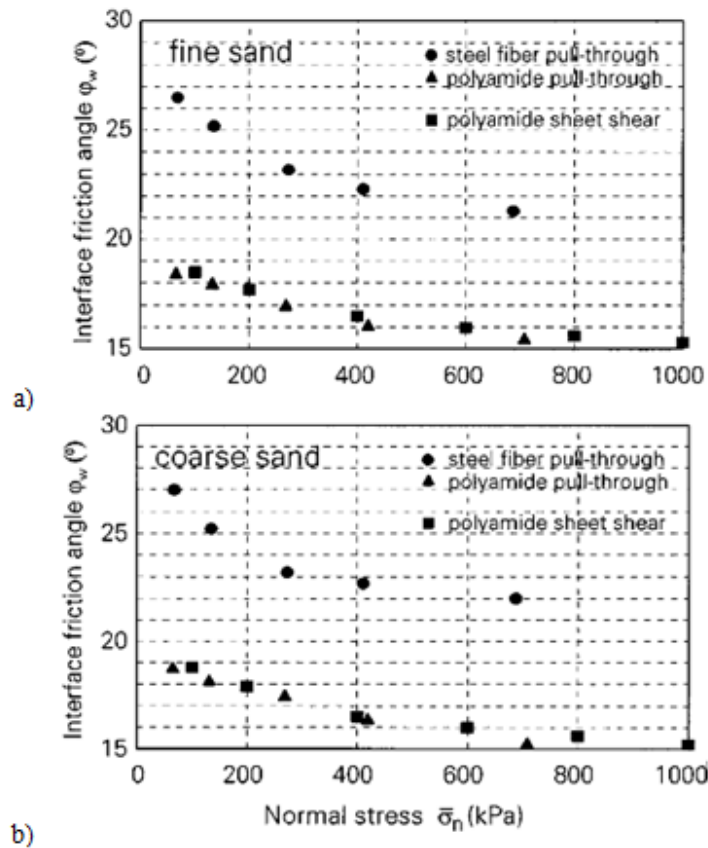 30
fine sand
● steel fiber pull-through
▲ polyamide pull-through
■ polyamide sheet shear
25
20
15
Interface friction angle φw (º)
0 200 400 600 800 1000
a)
30
coarse sand
● steel fiber pull-through
▲ polyamide pull-through
■ polyamide sheet shear
25
20
15
Interface friction angle φw (º)
0 200 400 600 800 1000
Normal stress σ̅n (kPa)
b)